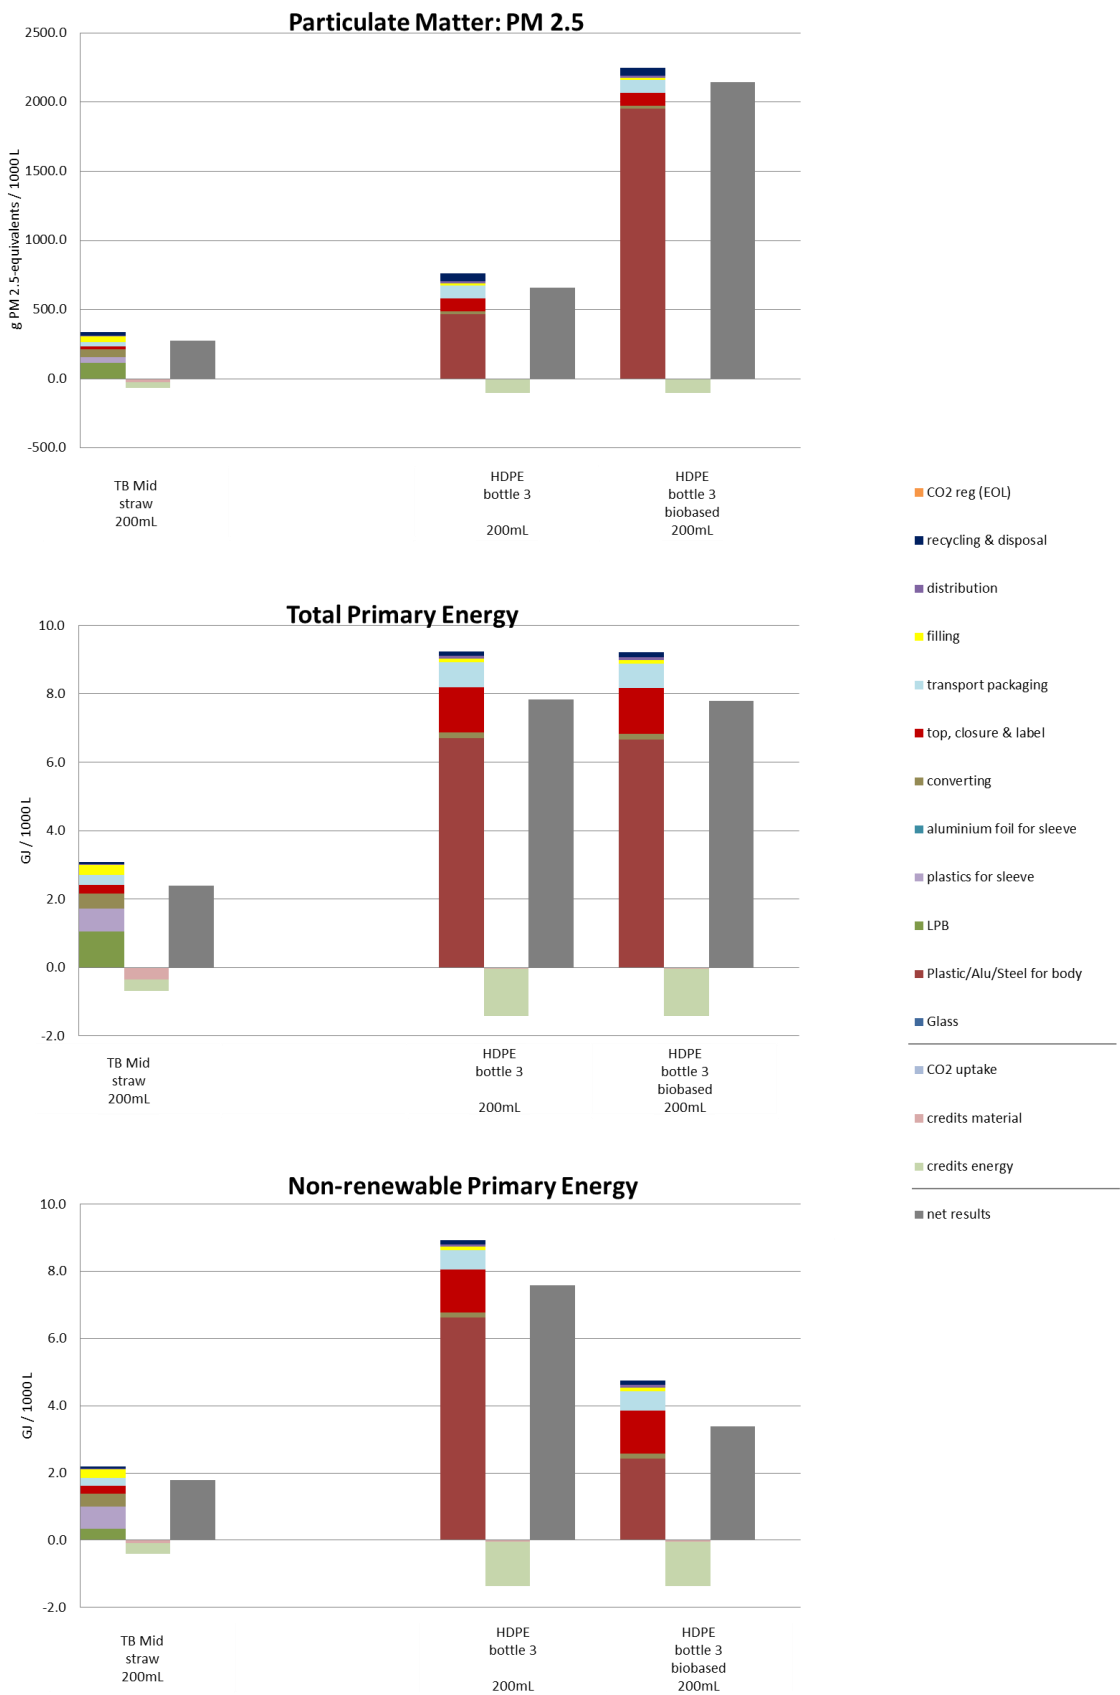 Particulate Matter: PM 2.5
2500.0
2000.0
1500.0
1000.0
500.0
0.0
-500.0
g PM 2.5-equivalents / 1000 L
TB Mid
straw
200mL
HDPE
bottle 3
200mL
HDPE
bottle 3
biobased
200mL
Total Primary Energy
10.0
8.0
6.0
4.0
2.0
0.0
-2.0
GJ / 1000 L
TB Mid
straw
200mL
HDPE
bottle 3
200mL
HDPE
bottle 3
biobased
200mL
Non-renewable Primary Energy
10.0
8.0
6.0
4.0
2.0
0.0
-2.0
GJ / 1000 L
TB Mid
straw
200mL
HDPE
bottle 3
200mL
HDPE
bottle 3
biobased
200mL
CO2 reg (EOL)
recycling & disposal
distribution
filling
transport packaging
top, closure & label
converting
aluminium foil for sleeve
plastics for sleeve
LPB
Plastic/Alu/Steel for body
Glass
CO2 uptake
credits material
credits energy
net results